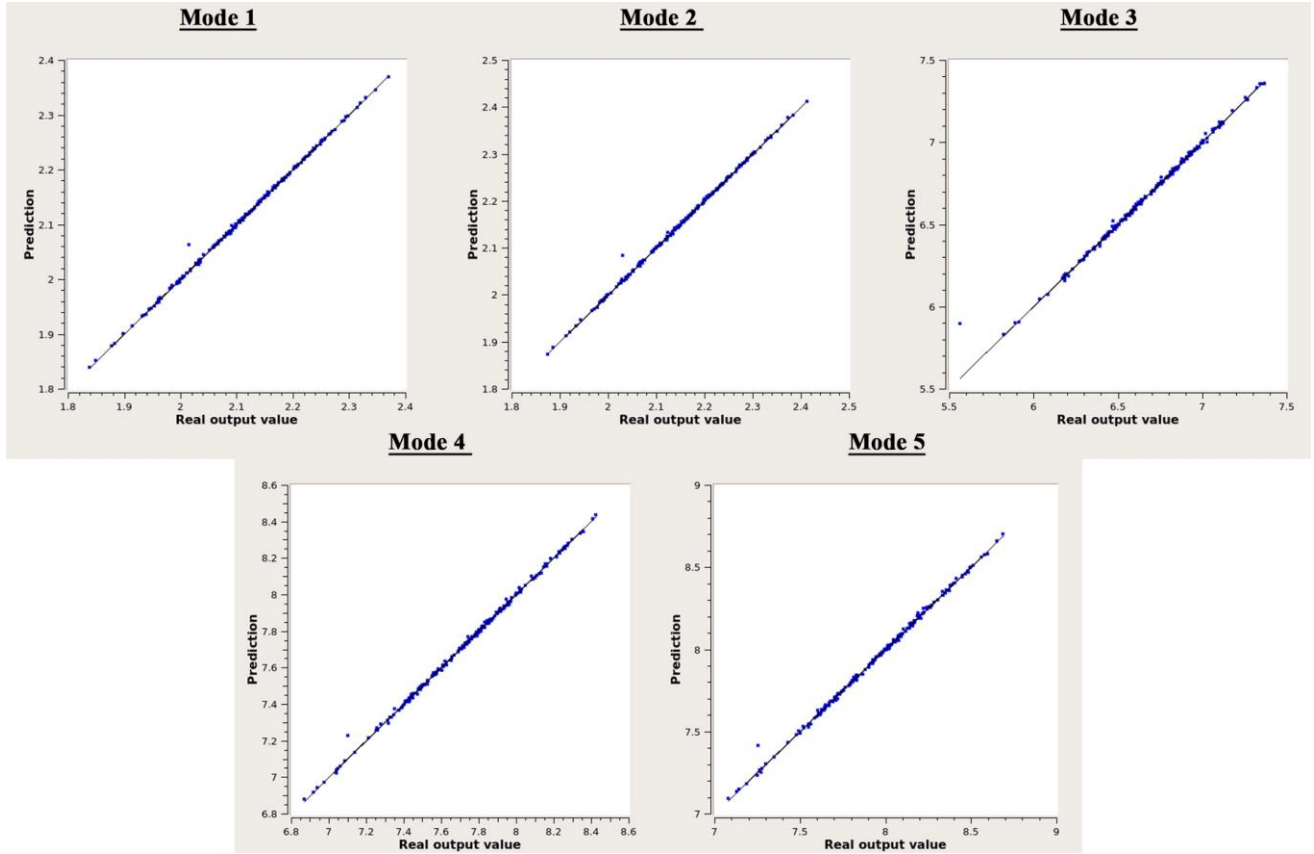 Mode 1
Mode 2
Mode 3
2.4
2.3
2.2
2.1
2
1.9
1.8
Prediction
1.8 1.9 2 2.1 2.2 2.3 2.4
Real output value
2.5
2.4
2.3
2.2
2.1
2
1.9
1.8
Prediction
1.8 1.9 2 2.1 2.2 2.3 2.4 2.5
Real output value
7.5
7
6.5
6
5.5
Prediction
5.5 6 6.5 7 7.5
Real output value
Mode 4
Mode 5
8.6
8.4
8.2
8
7.8
7.6
7.4
7.2
7
6.8
Prediction
6.8 7 7.2 7.4 7.6 7.8 8 8.2 8.4 8.6
Real output value
9
8.5
8
7.5
7
Prediction
7 7.5 8 8.5 9
Real output value